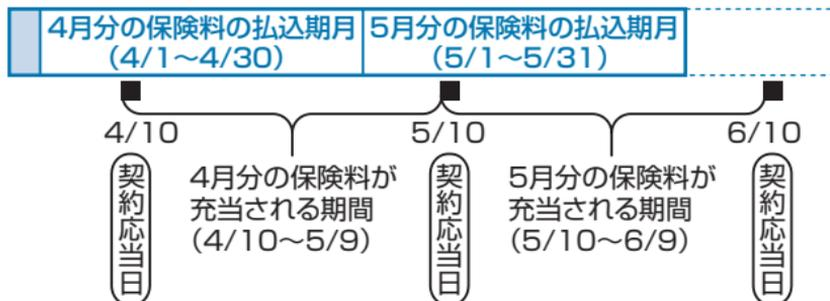 4月分の保険料の払込期月
(4/1〜4/30)
5月分の保険料の払込期月
(5/1〜5/31)
4/10
5/10
6/10
契約応当日
4月分の保険料が
充当される期間
(4/10〜5/9)
契約応当日
5月分の保険料が
充当される期間
(5/10〜6/9)
契約応当日